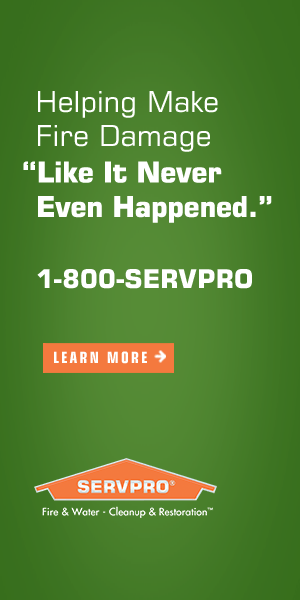 Helping Make
Fire Damage
“Like It Never
Even Happened.”
1-800-SERVPRO
LEARN MORE →
SERVPRO®
Fire & Water - Cleanup & Restoration™